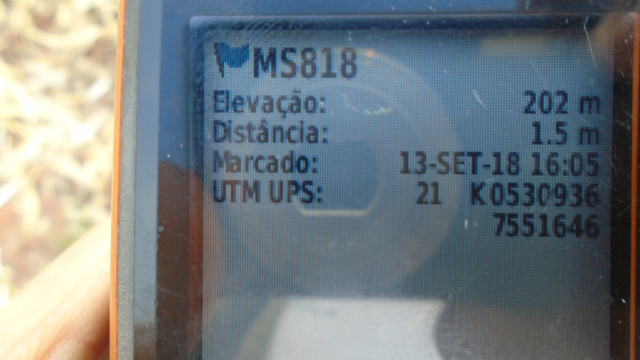 MS818
Elevação: 202 m
Distância: 1.5 m
Marcado: 13-SET-18 16:05
UTM UPS: 21 K 0530936
7551646